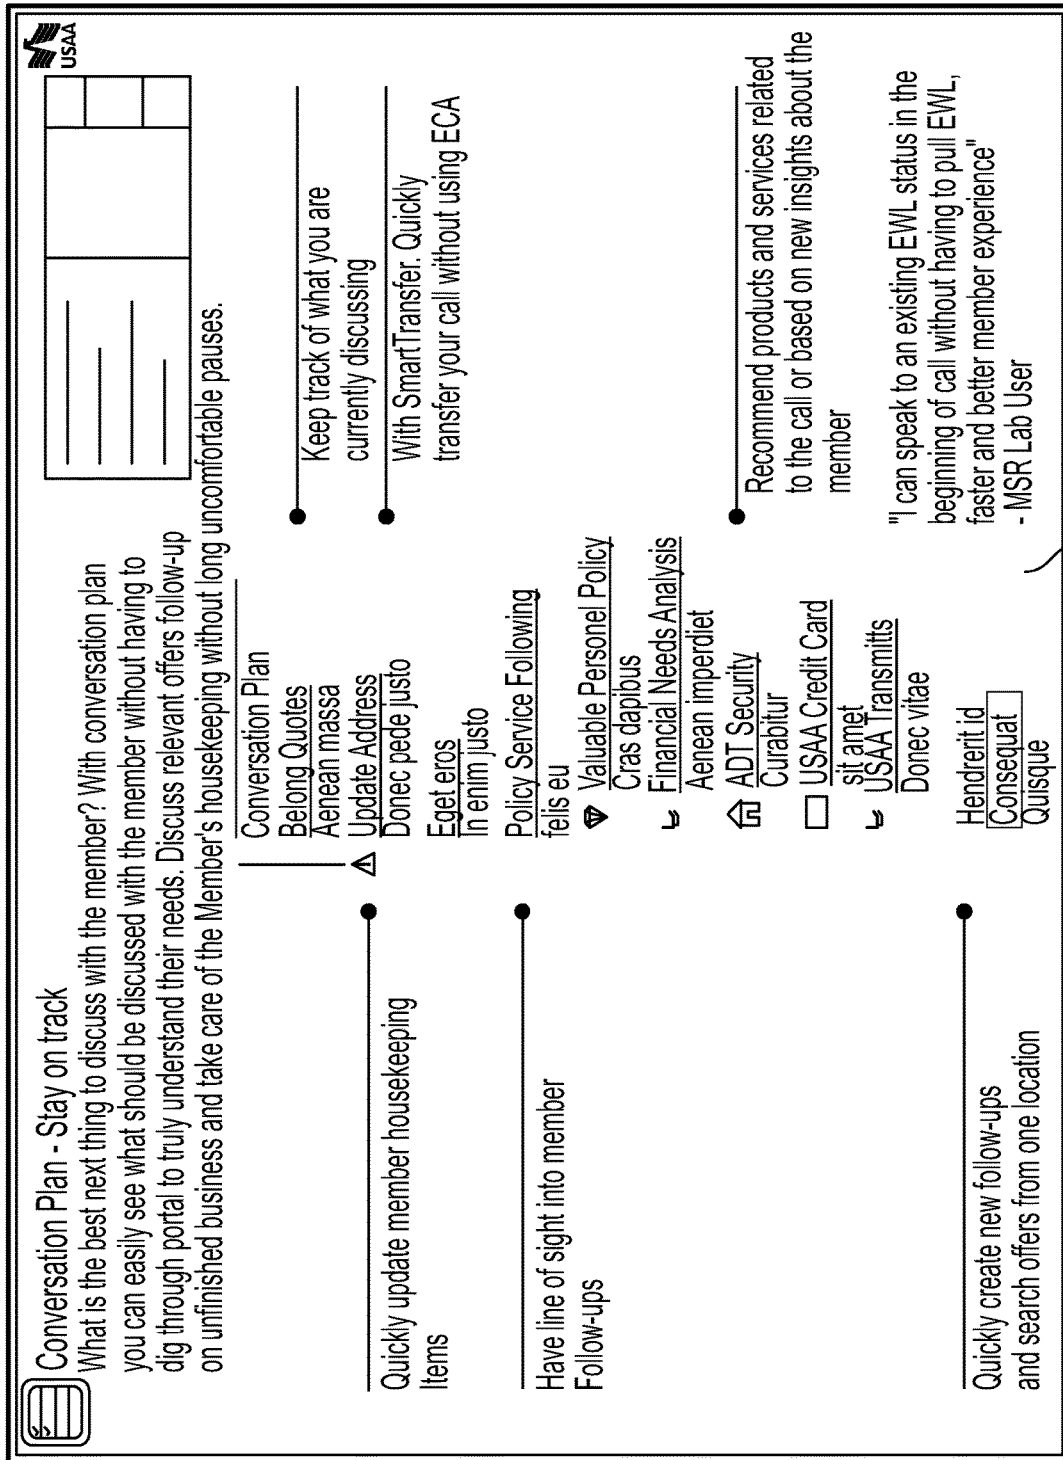 USAA
Conversation Plan - Stay on track
What is the best next thing to discuss with the member? With conversation plan
you can easily see what should be discussed with the member without having to
dig through portal to truly understand their needs. Discuss relevant offers follow-up
on unfinished business and take care of the Member's housekeeping without long uncomfortable pauses.
Quickly update member housekeeping
Items
Have line of sight into member
Follow-ups
Quickly create new follow-ups
and search offers from one location
Conversation Plan
Belong Quotes
Aenean massa
Update Address
Donec pede justo
Eget eros
In enim justo
Policy Service Following
felis eu
Valuable Personel Policy
Cras dapibus
Financial Needs Analysis
Aenean imperdiet
ADT Security
Curabitur
USAA Credit Card
sit amet
USAA Transmitts
Donec vitae
Hendrerit id
Consequat
Quisque
Keep track of what you are
currently discussing
With SmartTransfer. Quickly
transfer your call without using ECA
Recommend products and services related
to the call or based on new insights about the
member
"I can speak to an existing EWL status in the
beginning of call without having to pull EWL,
faster and better member experience"
- MSR Lab User